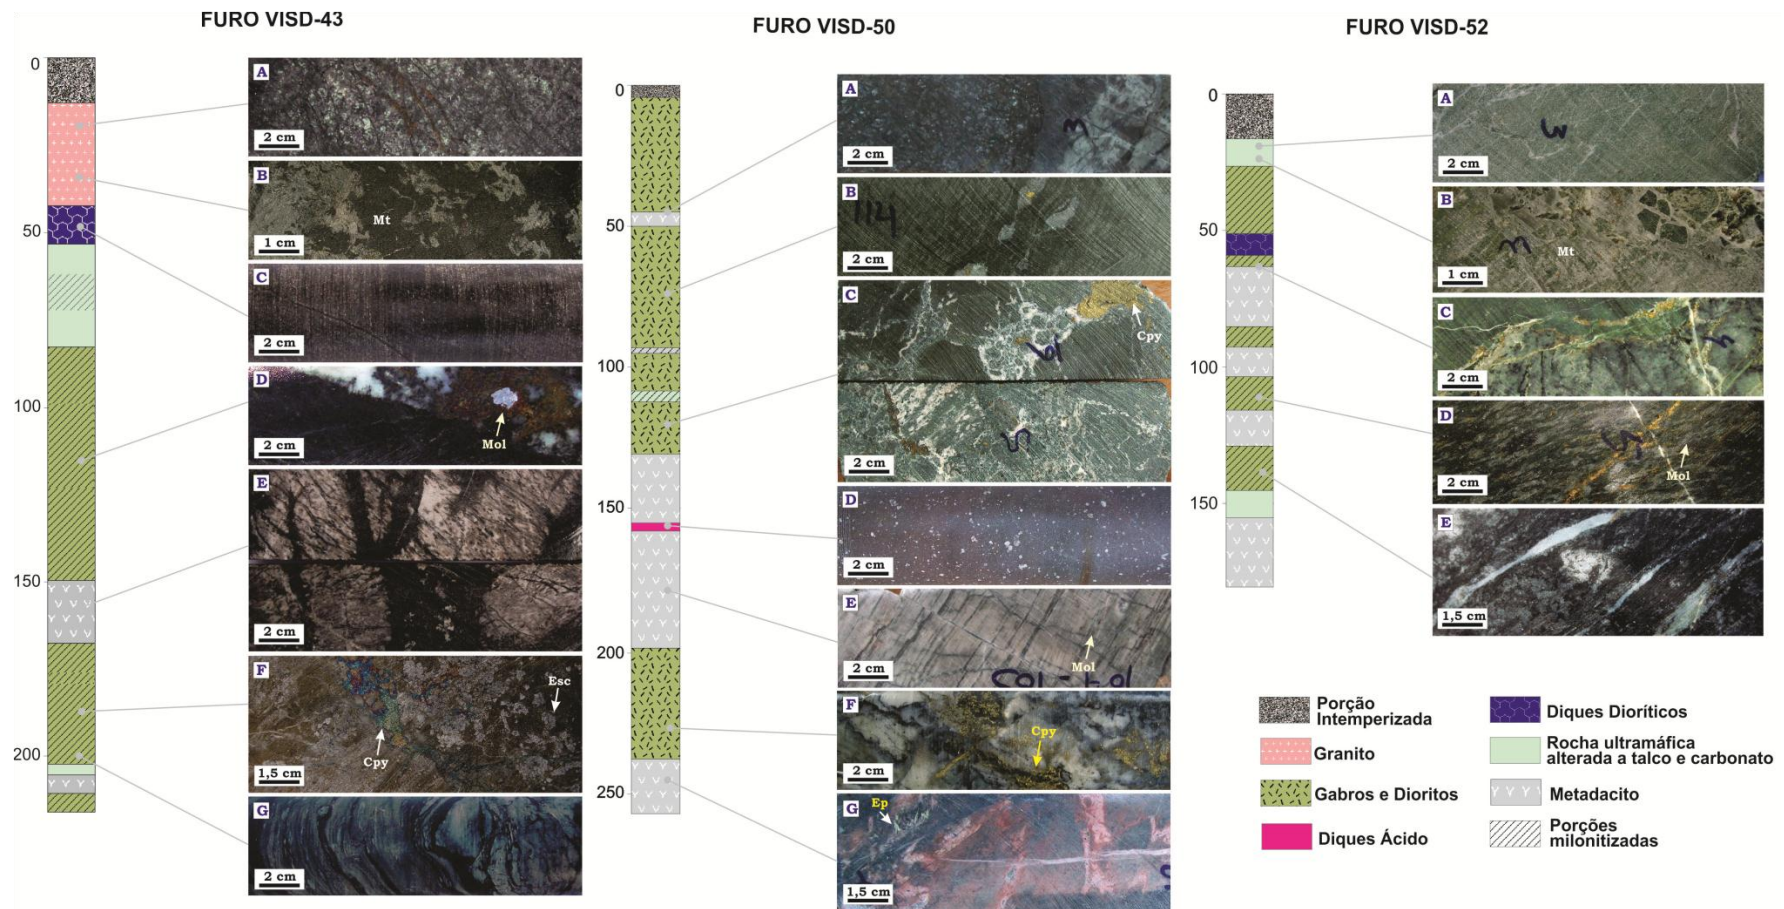 FURO VISD-43
0
50
100
150
200
A
2 cm
B
Mt
1 cm
C
2 cm
D
Mol
2 cm
E
2 cm
F
Esc
Cpy
1,5 cm
G
2 cm
FURO VISD-50
0
50
100
150
200
250
A
2 cm
B
114
2 cm
C
Cpy
2 cm
D
2 cm
E
Mol
2 cm
F
Cpy
2 cm
G
Ep
1,5 cm
FURO VISD-52
0
50
100
150
A
2 cm
B
Mt
1 cm
C
2 cm
D
Mol
2 cm
E
1,5 cm
Porção
Intemperizada
Granito
Gabros e Dioritos
Diques Ácido
Diques Dioríticos
Rocha ultramáfica
alterada a talco e carbonato
Metadacito
Porções
milonitizadas